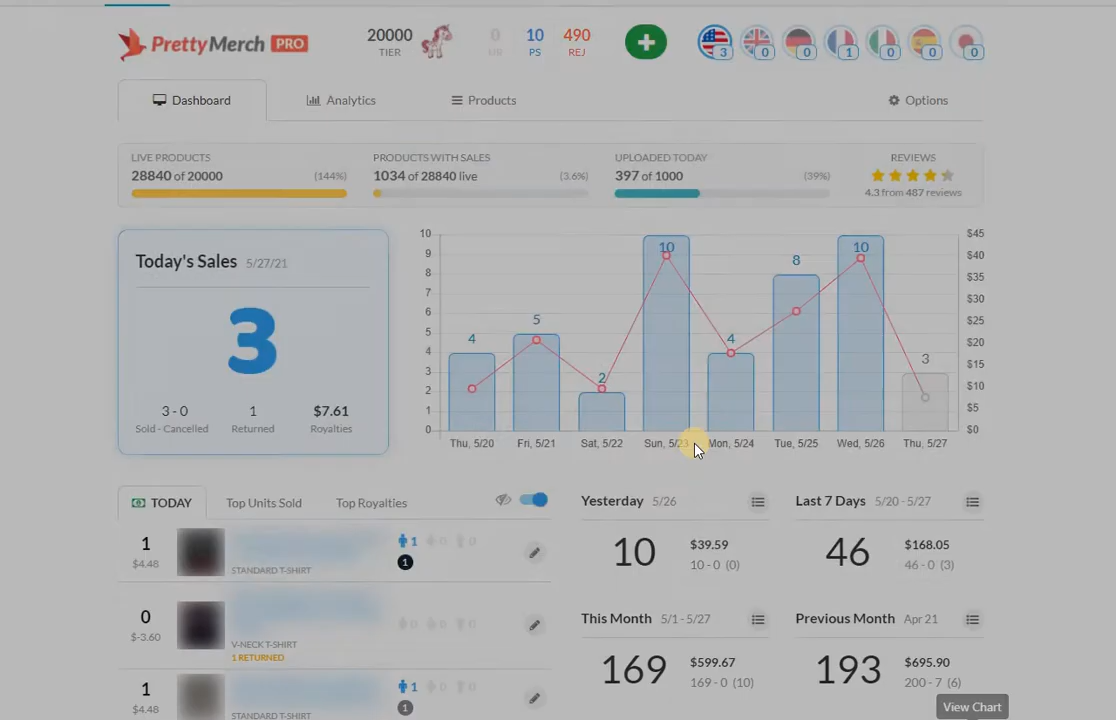 PrettyMerch PRO
20000 TIER
0
10 PS
490 REJ
3 0 0 1 0 0 0
Dashboard Analytics Products Options
LIVE PRODUCTS
28840 of 20000 (144%)
PRODUCTS WITH SALES
1034 of 28840 live (3.6%)
UPLOADED TODAY
397 of 1000 (39%)
REVIEWS
4.3 from 487 reviews
Today's Sales 5/27/21
3
3 - 0 1 $7.61
Sold - Cancelled Returned Royalties
10
9
8
7
6
5
4
3
2
1
0
4 5 2 10 4 8 10 3
$45
$40
$35
$30
$25
$20
$15
$10
$5
$0
Thu, 5/20 Fri, 5/21 Sat, 5/22 Sun, 5/23 Mon, 5/24 Tue, 5/25 Wed, 5/26 Thu, 5/27
TODAY Top Units Sold Top Royalties
1
$4.48
STANDARD T-SHIRT
1 0 0
1
0
$-3.60
V-NECK T-SHIRT
1 RETURNED
0 0 0
1
$4.48
STANDARD T-SHIRT
1 0 0
1
Yesterday 5/26
10
$39.59
10 - 0 (0)
Last 7 Days 5/20 - 5/27
46
$168.05
46 - 0 (3)
This Month 5/1 - 5/27
169
$599.67
169 - 0 (10)
Previous Month Apr 21
193
$695.90
200 - 7 (6)
View Chart